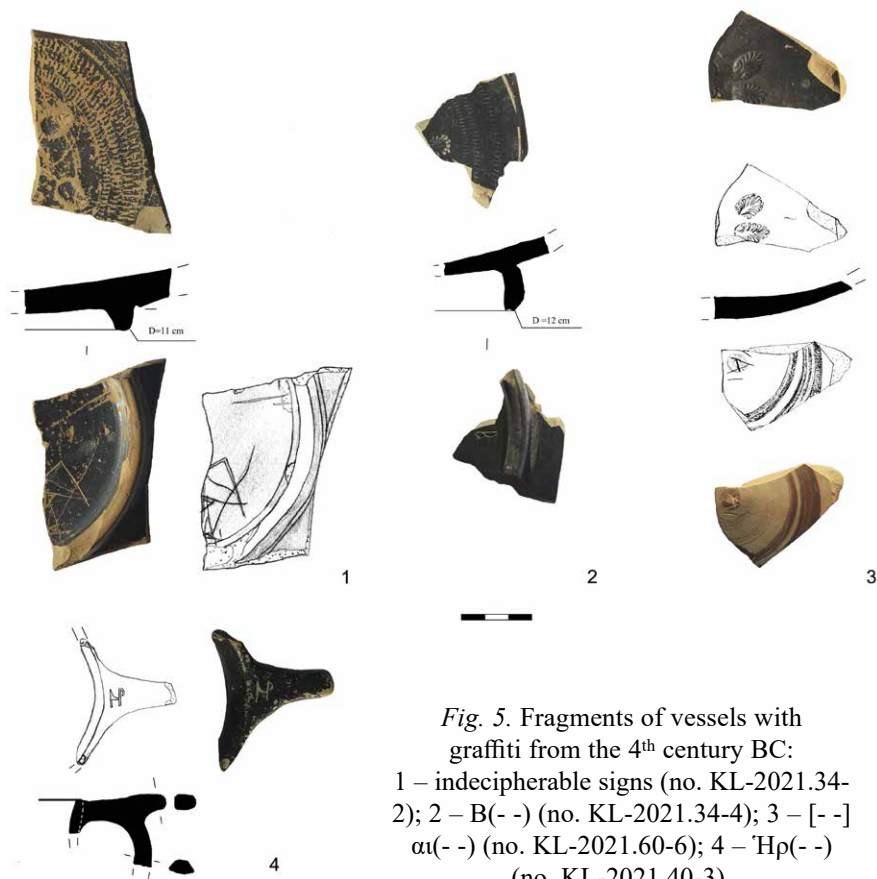 D=11 cm
D=12 cm
1
2
3
4
Fig. 5. Fragments of vessels with
graffiti from the 4th century BC:
1 – indecipherable signs (no. KL-2021.34-
2); 2 – B(- -) (no. KL-2021.34-4); 3 – [- -]
αι(- -) (no. KL-2021.60-6); 4 – Ἡρ(- -)
(no. KL-2021.40-3)